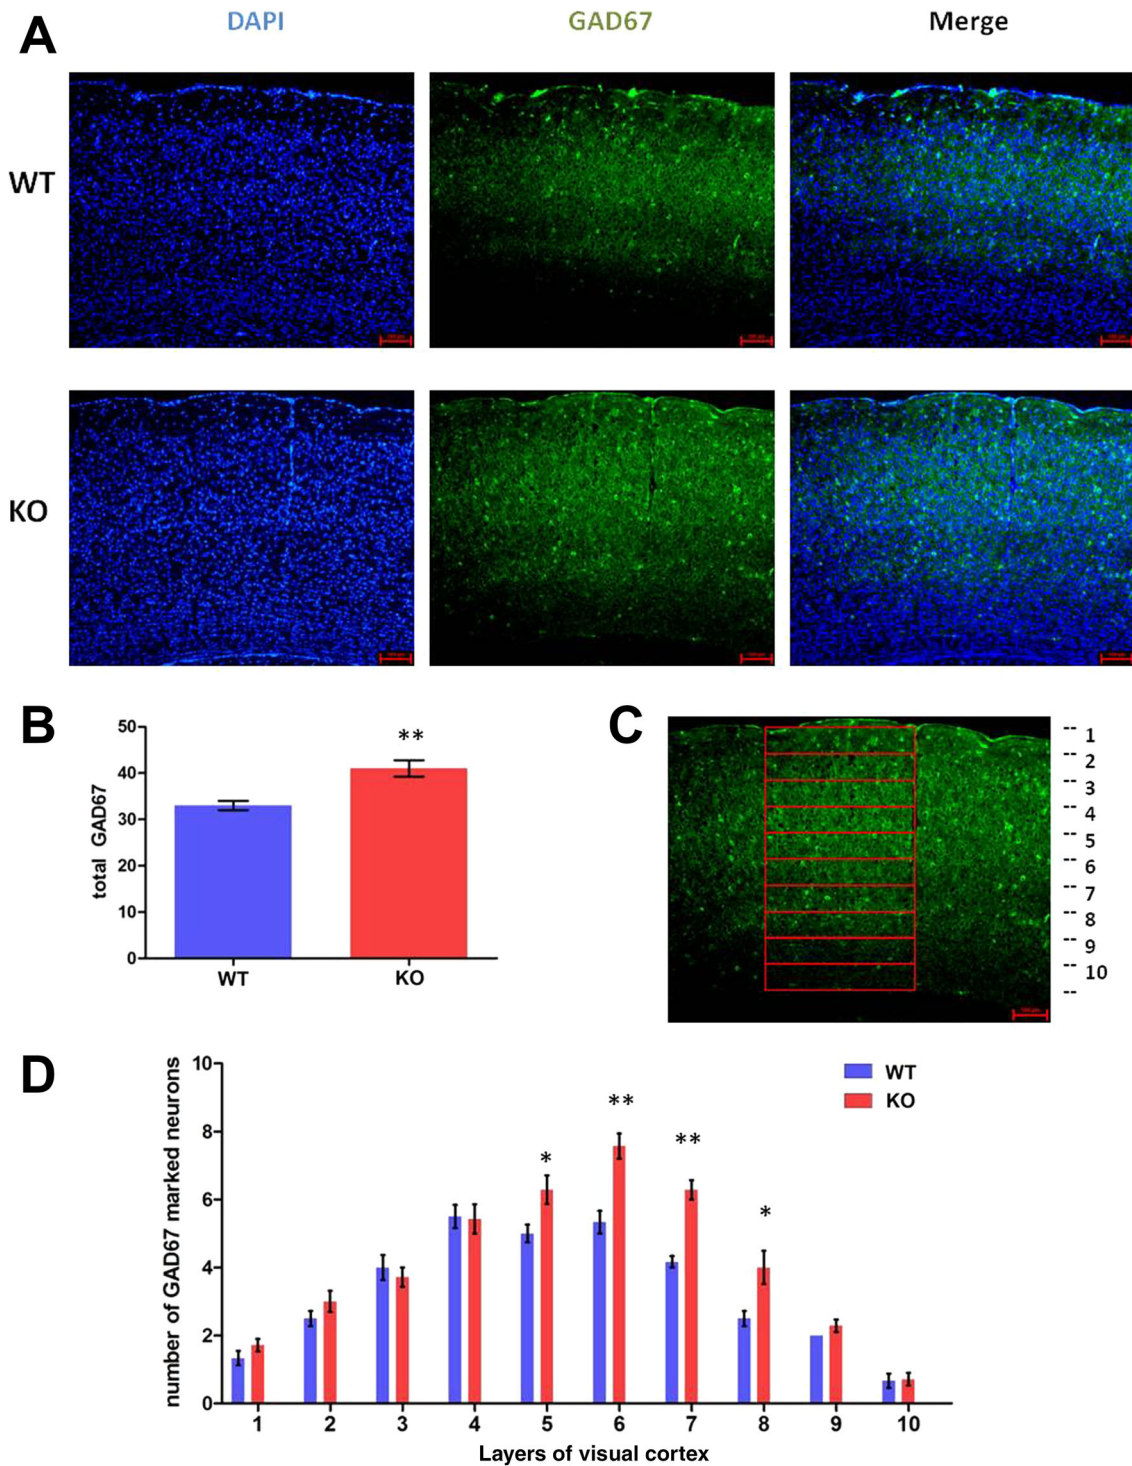 A
DAPI
GAD67
Merge
WT
KO
B
50
40
30
20
10
0
total GAD67
**
WT
KO
C
-- 1
-- 2
-- 3
-- 4
-- 5
-- 6
-- 7
-- 8
-- 9
-- 10
--
D
number of GAD67 marked neurons
10
8
6
4
2
0
WT
KO
*
**
**
*
1 2 3 4 5 6 7 8 9 10
Layers of visual cortex